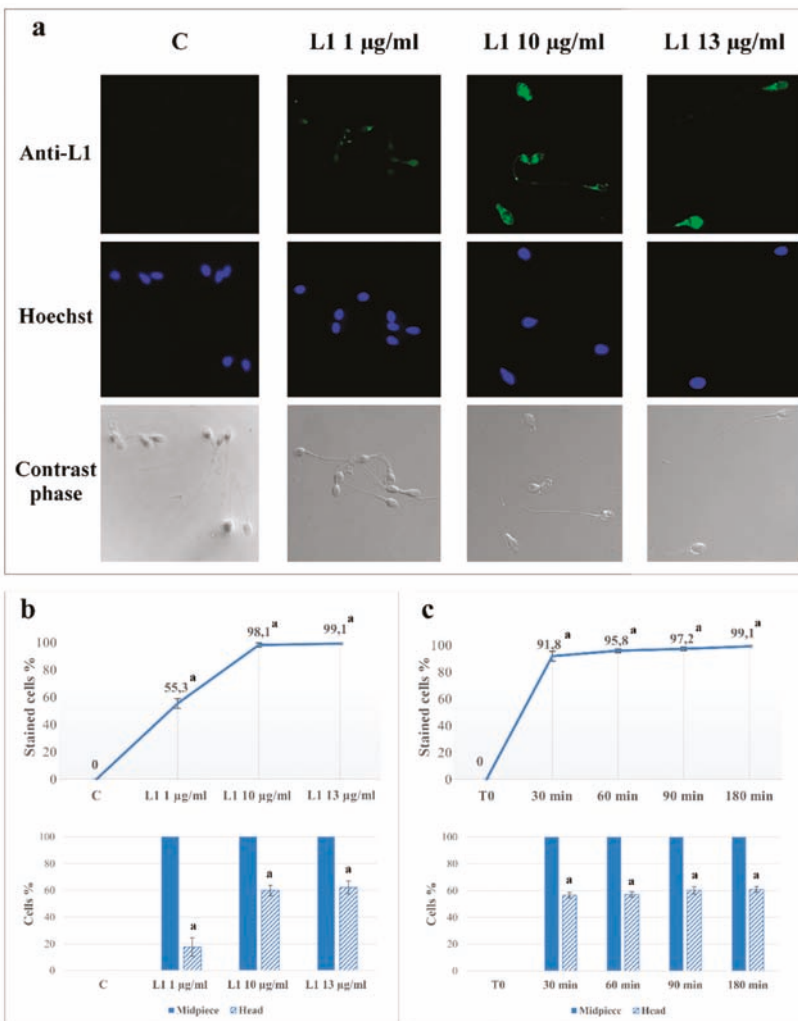 a
C L1 1 µg/ml L1 10 µg/ml L1 13 µg/ml
Anti-L1
Hoechst
Contrast
phase
b
Stained cells %
100
80
60
40
20
0
0
55,3 a
98,1 a
99,1 a
C L1 1 µg/ml L1 10 µg/ml L1 13 µg/ml
Cells %
100
80
60
40
20
0
a
a
a
C L1 1 µg/ml L1 10 µg/ml L1 13 µg/ml
Midpiece Head
c
Stained cells %
100
80
60
40
20
0
0
91,8 a
95,8 a
97,2 a
99,1 a
T0 30 min 60 min 90 min 180 min
Cells %
100
80
60
40
20
0
a
a
a
a
T0 30 min 60 min 90 min 180 min
Midpiece Head